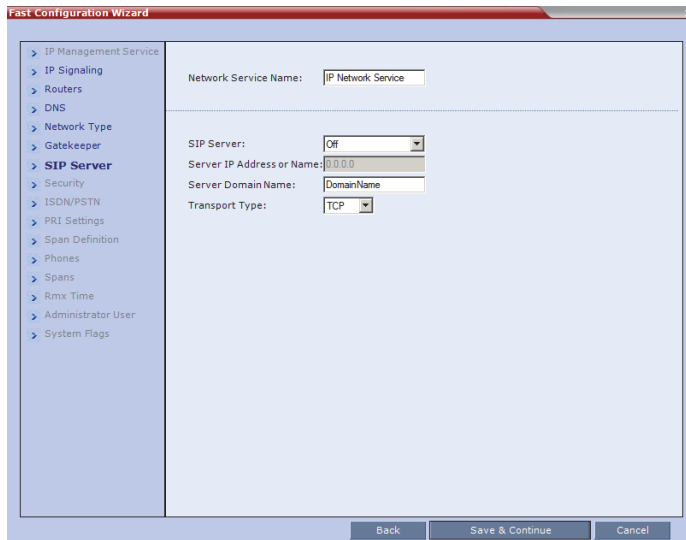 Fast Configuration Wizard
IP Management Service
IP Signaling
Routers
DNS
Network Type
Gatekeeper
SIP Server
Security
ISDN/PSTN
PRI Settings
Span Definition
Phones
Spans
Rmx Time
Administrator User
System Flags
Network Service Name: IP Network Service
SIP Server: Off
Server IP Address or Name: 0.0.0.0
Server Domain Name: DomainName
Transport Type: TCP
Back Save & Continue Cancel